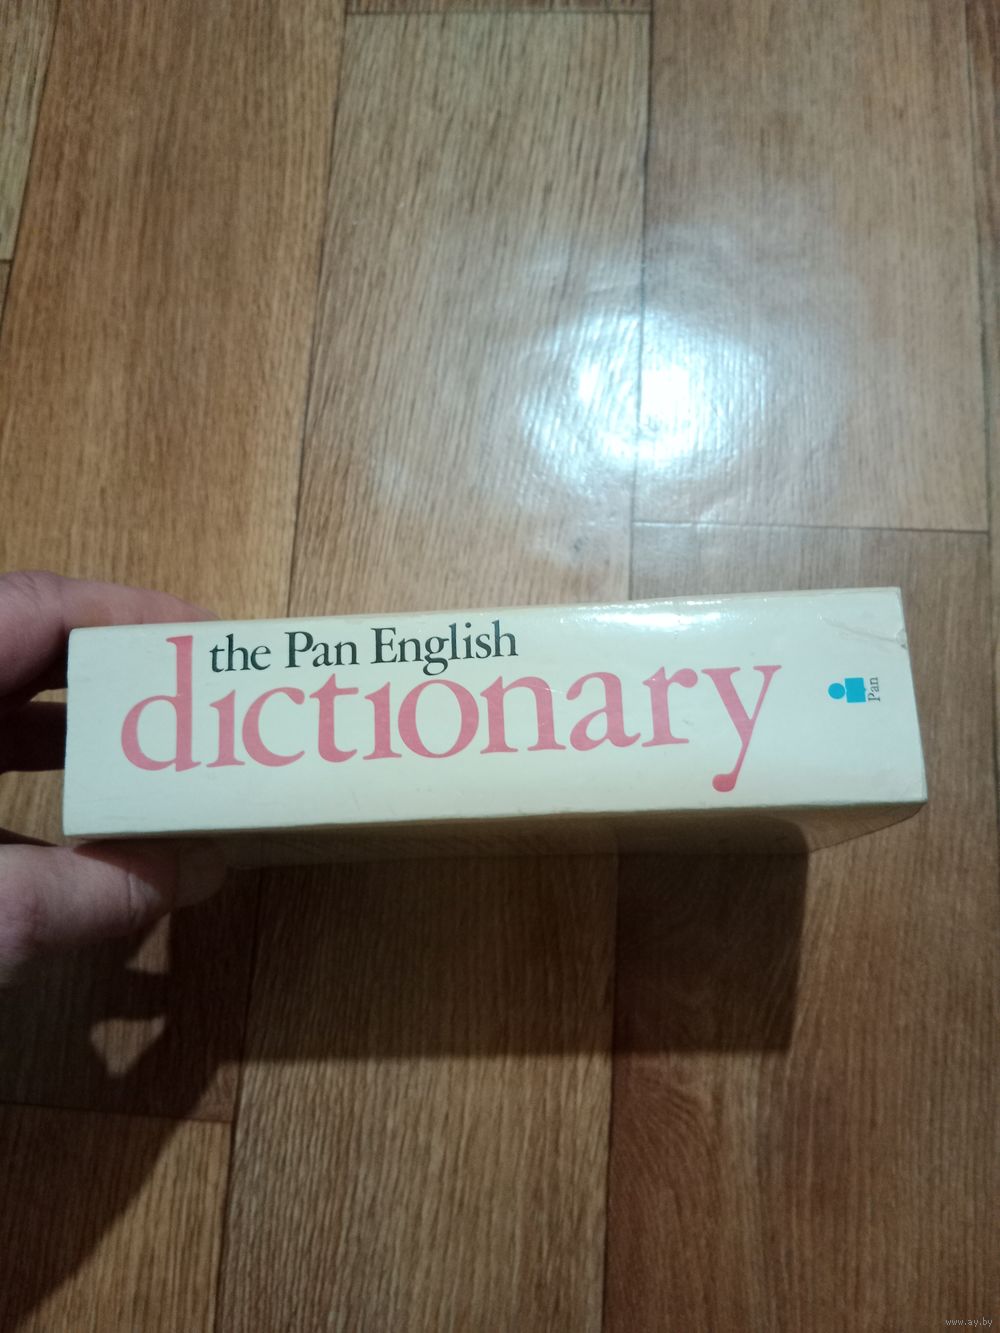 the Pan English
dictionary
Pan
www.ay.by